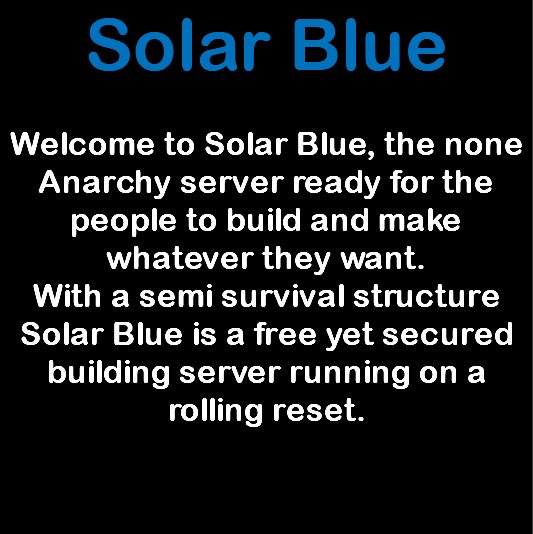 Solar Blue
Welcome to Solar Blue, the none
Anarchy server ready for the
people to build and make
whatever they want.
With a semi survival structure
Solar Blue is a free yet secured
building server running on a
rolling reset.